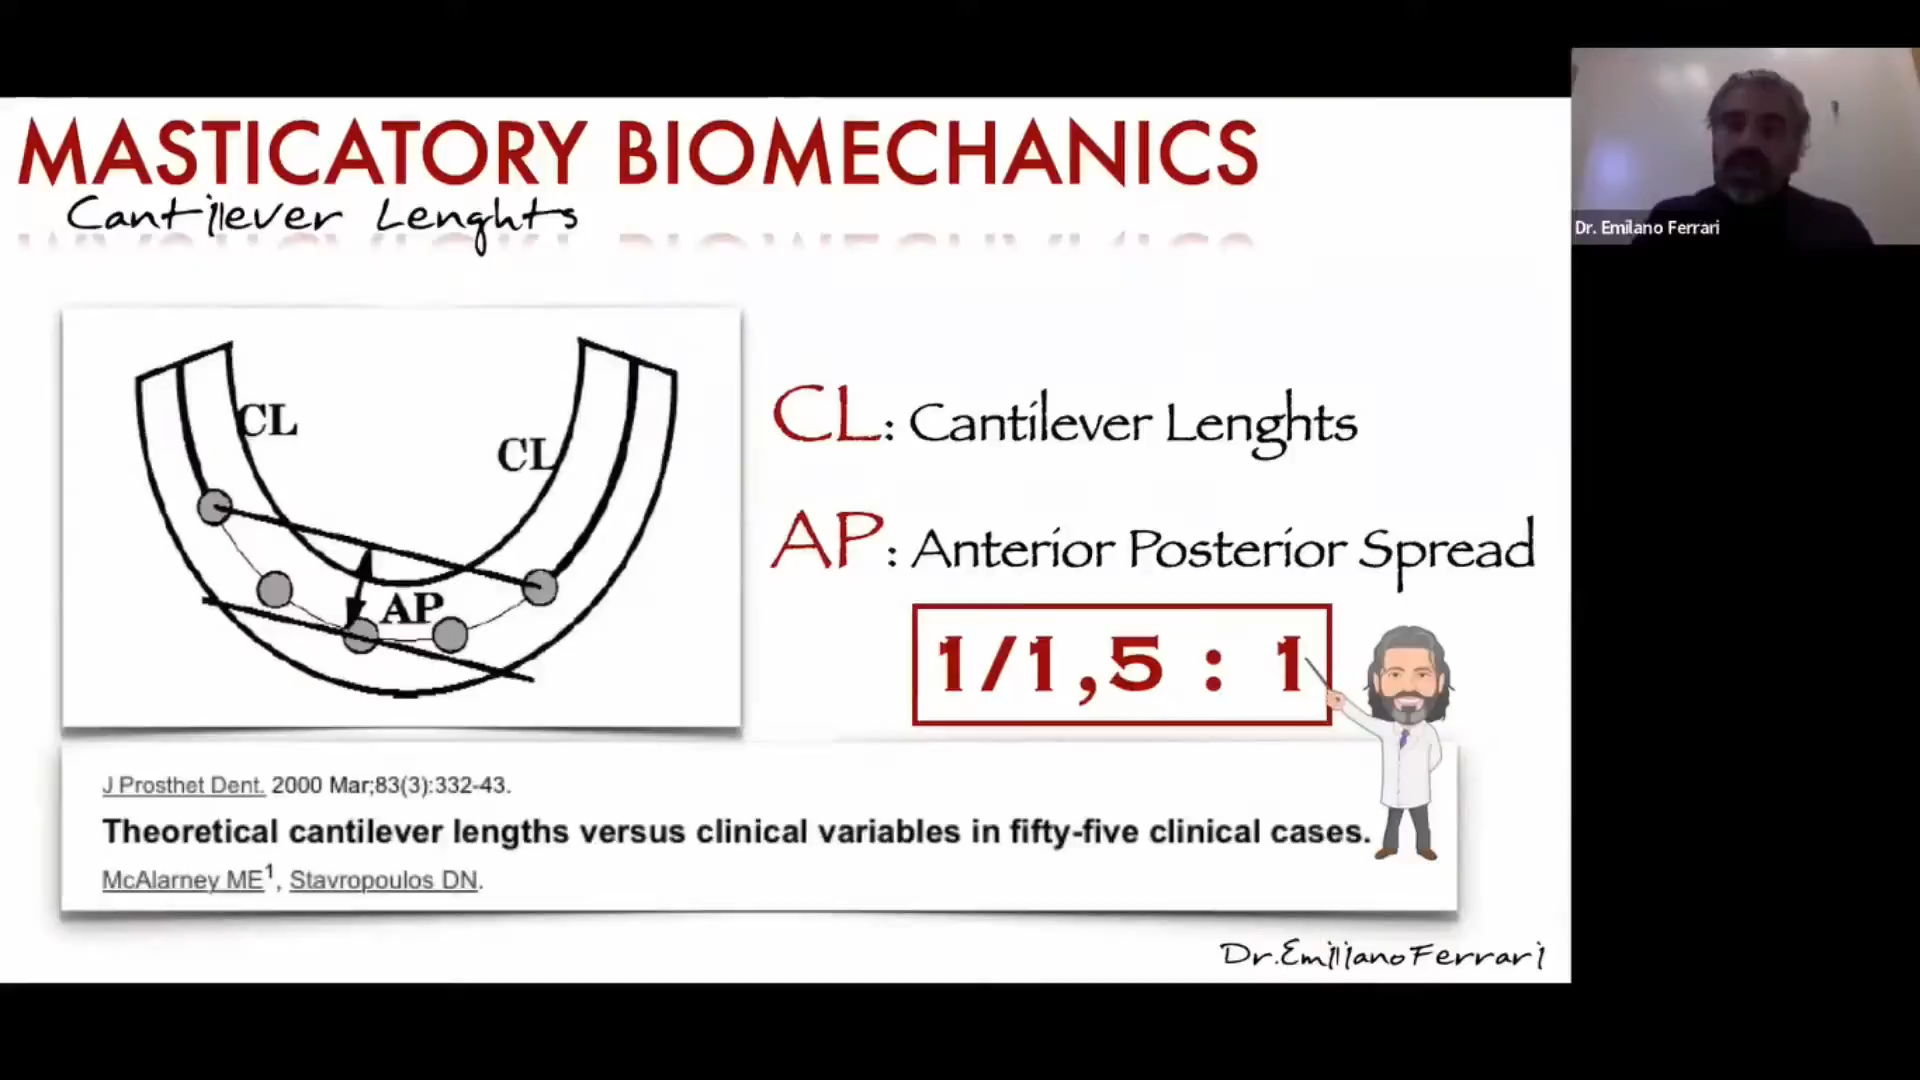 MASTICATORY BIOMECHANICS
Cantilever Lenghts
Dr. Emilano Ferrari
CL
CL
AP
CL: Cantilever Lenghts
AP: Anterior Posterior Spread
1/1,5 : 1
J Prosthet Dent. 2000 Mar;83(3):332-43.
Theoretical cantilever lengths versus clinical variables in fifty-five clinical cases.
McAlarney ME1, Stavropoulos DN.
Dr.Emiliano Ferrari